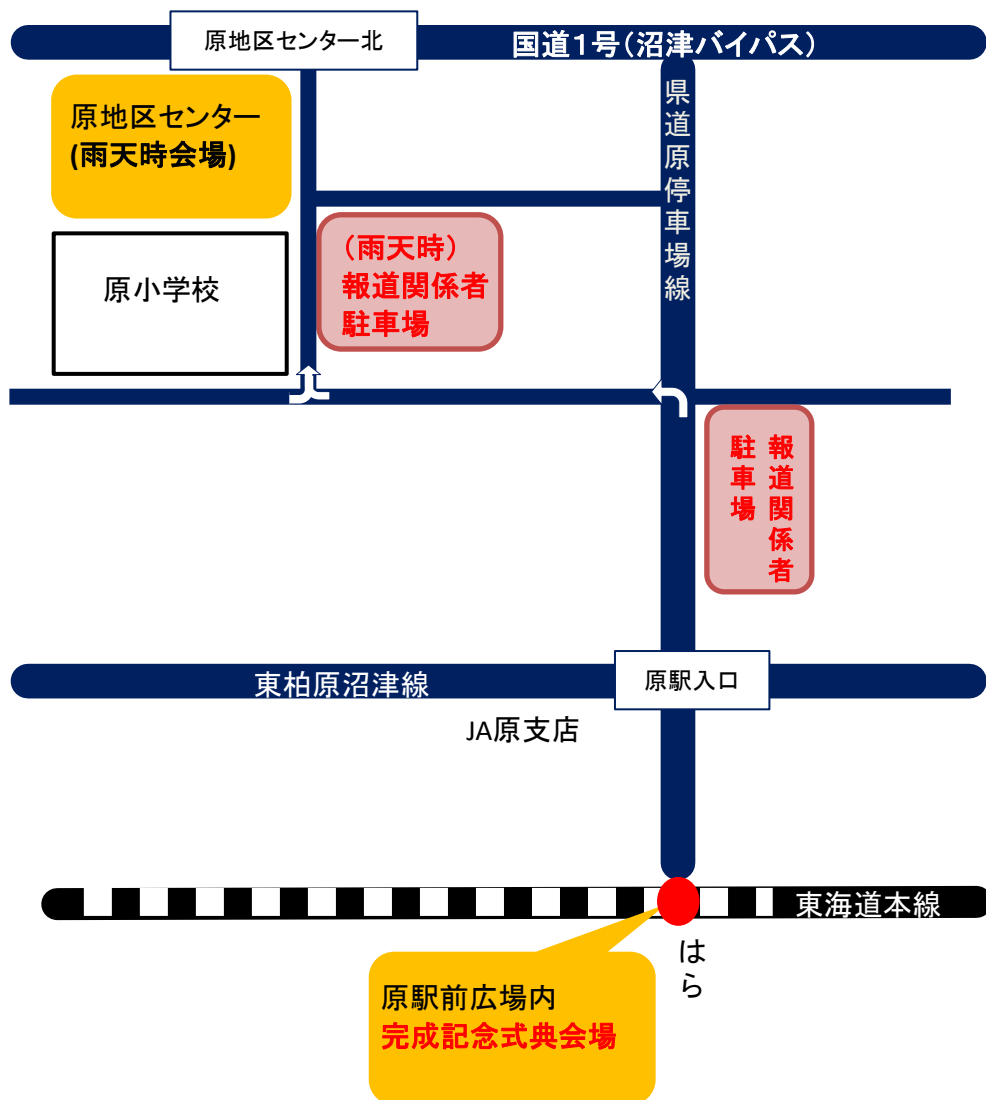 原地区センター北
国道1号(沼津バイパス)
原地区センター
(雨天時会場)
県道原停車場線
原小学校
(雨天時)
報道関係者
駐車場
報道関係者
駐車場
東柏原沼津線
原駅入口
JA原支店
東海道本線
はら
原駅前広場内
完成記念式典会場